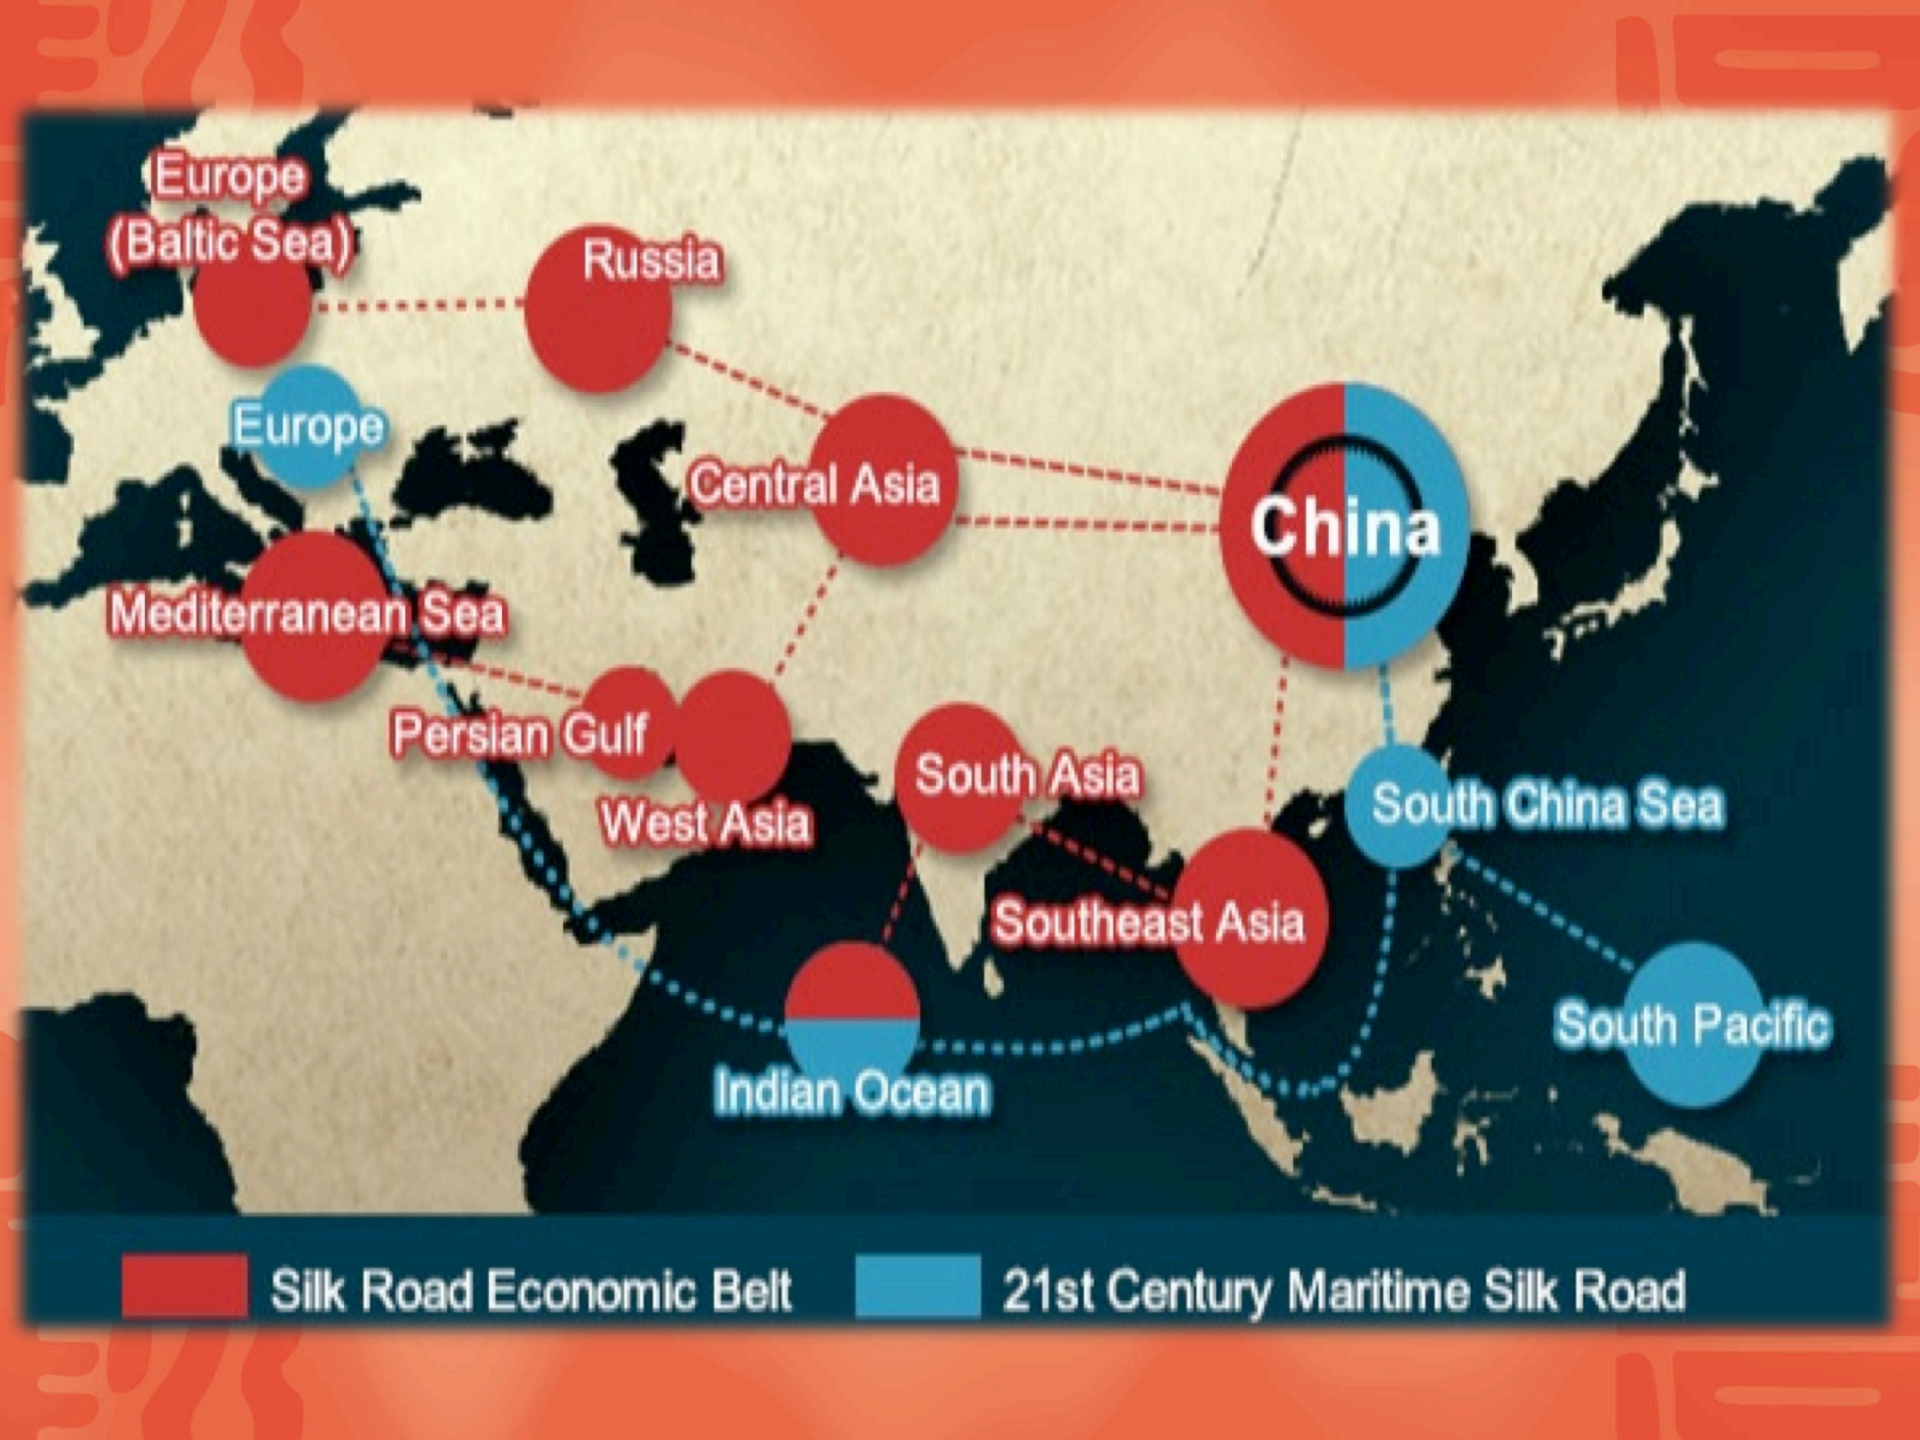 Europe
(Baltic Sea)
Russia
Europe
Central Asia
China
Mediterranean Sea
Persian Gulf
West Asia
South Asia
South China Sea
Southeast Asia
South Pacific
Indian Ocean
Silk Road Economic Belt
21st Century Maritime Silk Road